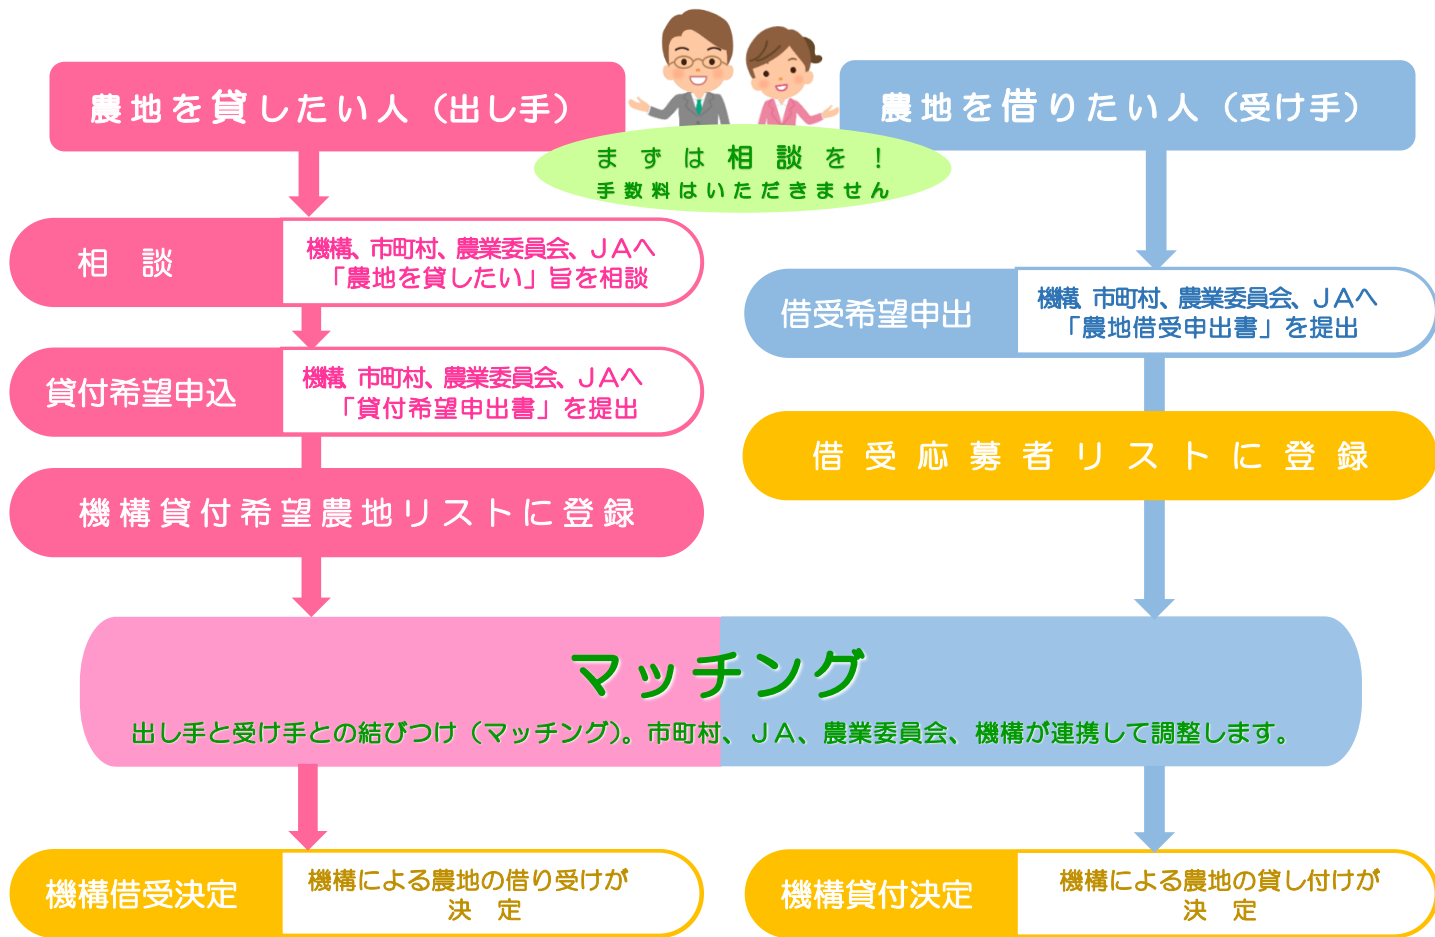 農地を貸したい人（出し手）
農地を借りたい人（受け手）
まずは相談を！
手数料はいただきません
相　談
機構、市町村、農業委員会、ＪＡへ
「農地を貸したい」旨を相談
貸付希望申込
機構、市町村、農業委員会、ＪＡへ
「貸付希望申出書」を提出
機構貸付希望農地リストに登録
借受希望申出
機構、市町村、農業委員会、ＪＡへ
「農地借受申出書」を提出
借受応募者リストに登録
マッチング
出し手と受け手との結びつけ（マッチング）。市町村、ＪＡ、農業委員会、機構が連携して調整します。
機構借受決定
機構による農地の借り受けが
決　定
機構貸付決定
機構による農地の貸し付けが
決　定